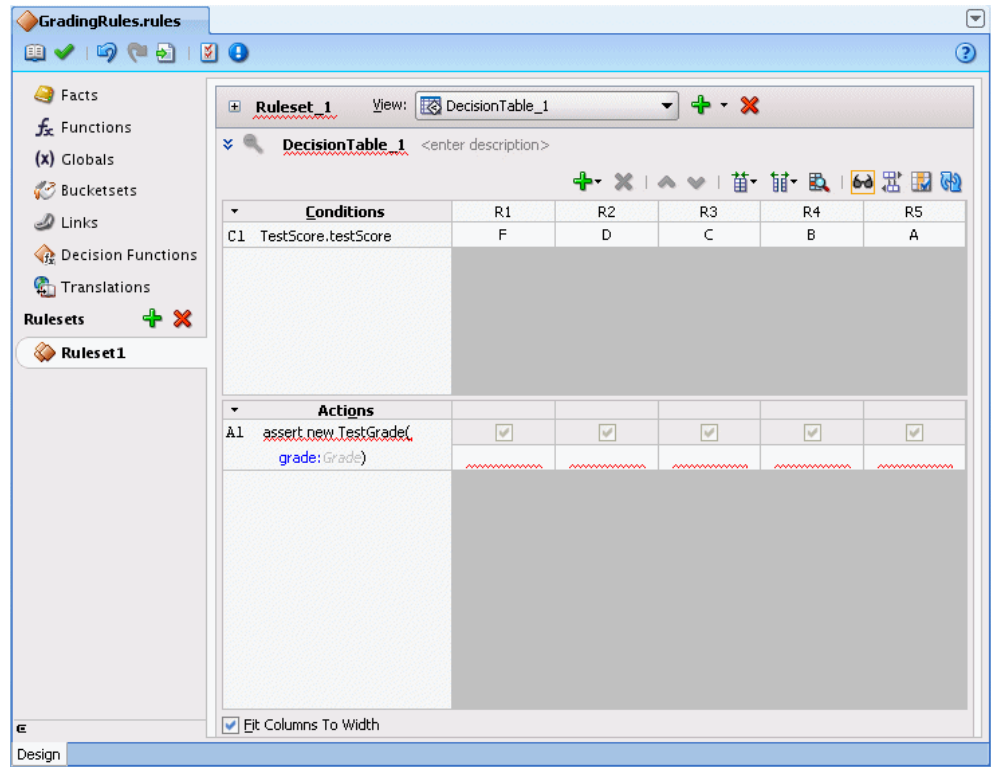 GradingRules.rules
Facts
Functions
Globals
Bucketsets
Links
Decision Functions
Translations
Rulesets
Ruleset1
Ruleset_1 View: DecisionTable_1
DecisionTable_1 <enter description>
Conditions R1 R2 R3 R4 R5
C1 TestScore.testScore F D C B A
Actions
A1 assert new TestGrade(
grade:Grade)
Fit Columns To Width
Design